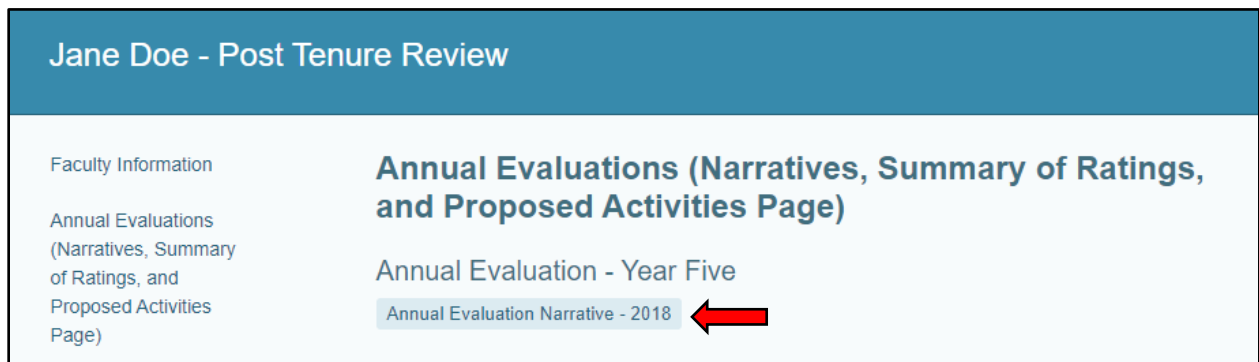 Jane Doe - Post Tenure Review
Faculty Information
Annual Evaluations
(Narratives, Summary
of Ratings, and
Proposed Activities
Page)
Annual Evaluations (Narratives, Summary of Ratings,
and Proposed Activities Page)
Annual Evaluation - Year Five
Annual Evaluation Narrative - 2018